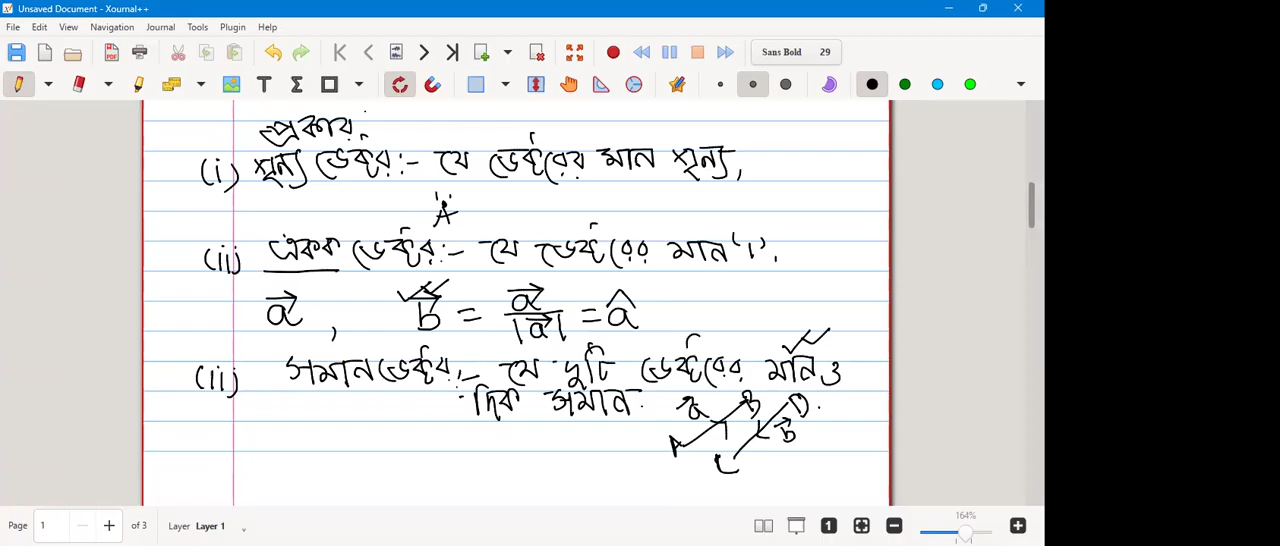 Unsaved Document - Xournal++
File Edit View Navigation Journal Tools Plugin Help
Sans Bold 29
প্রকার
(i) শূন্য ভেক্টর:- যে ভেক্টরের মান শূন্য,
A
(ii) একক ভেক্টর:- যে ভেক্টরের মান '1'.
a⃗ , b⃗ = a⃗/|a⃗| = â
(iii) সমান ভেক্টর:- যে দুটি ভেক্টরের মান ও
দিক সমান.
a⃗ B D
A C b⃗
Page 1 of 3 Layer Layer 1 164%